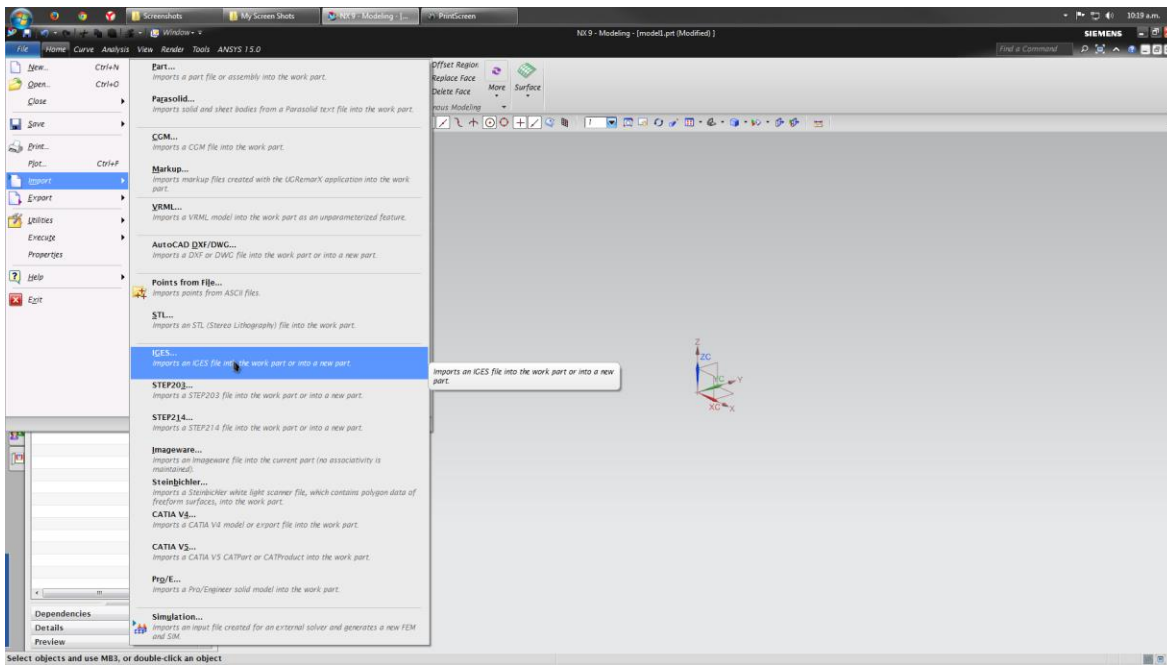 Screenshots
My Screen Shots
NX 9 - Modeling - [...
PrintScreen
10:19 a.m.
Window
NX 9 - Modeling - [model1.prt (Modified) ]
SIEMENS
File Home Curve Analysis View Render Tools ANSYS 15.0
Find a Command
New... Ctrl+N
Open... Ctrl+O
Close
Save
Print...
Plot... Ctrl+P
Import
Export
Utilities
Execute
Properties
Help
Exit
Part...
Imports a part file or assembly into the work part.
Parasolid...
Imports solid and sheet bodies from a Parasolid text file into the work part.
CGM...
Imports a CGM file into the work part.
Markup...
Imports markup files created with the UGRemarX application into the work
part.
VRML...
Imports a VRML model into the work part as an unparameterized feature.
AutoCAD DXF/DWG...
Imports a DXF or DWG file into the work part or into a new part.
Points from File...
Imports points from ASCII files.
STL...
Imports an STL (Stereo Lithography) file into the work part.
IGES...
Imports an IGES file into the work part or into a new part.
STEP203...
Imports a STEP203 file into the work part or into a new part.
STEP214...
Imports a STEP214 file into the work part or into a new part.
Imageware...
Imports an Imageware file into the current part (no associativity is
maintained).
Steinbichler...
Imports a Steinbichler white light scanner file, which contains polygon data of
freeform surfaces, into the work part.
CATIA V4...
Imports a CATIA V4 model or export file into the work part.
CATIA V5...
Imports a CATIA V5 CATPart or CATProduct into the work part.
Pro/E...
Imports a Pro/Engineer solid model into the work part.
Simulation...
Imports an input file created for an external solver and generates a new FEM
and SIM.
Offset Region
Replace Face
Delete Face
More
Surface
nous Modeling
1
Imports an IGES file into the work part or into a new
part.
Z
ZC
YC Y
XC X
Dependencies
Details
Preview
Select objects and use MB3, or double-click an object